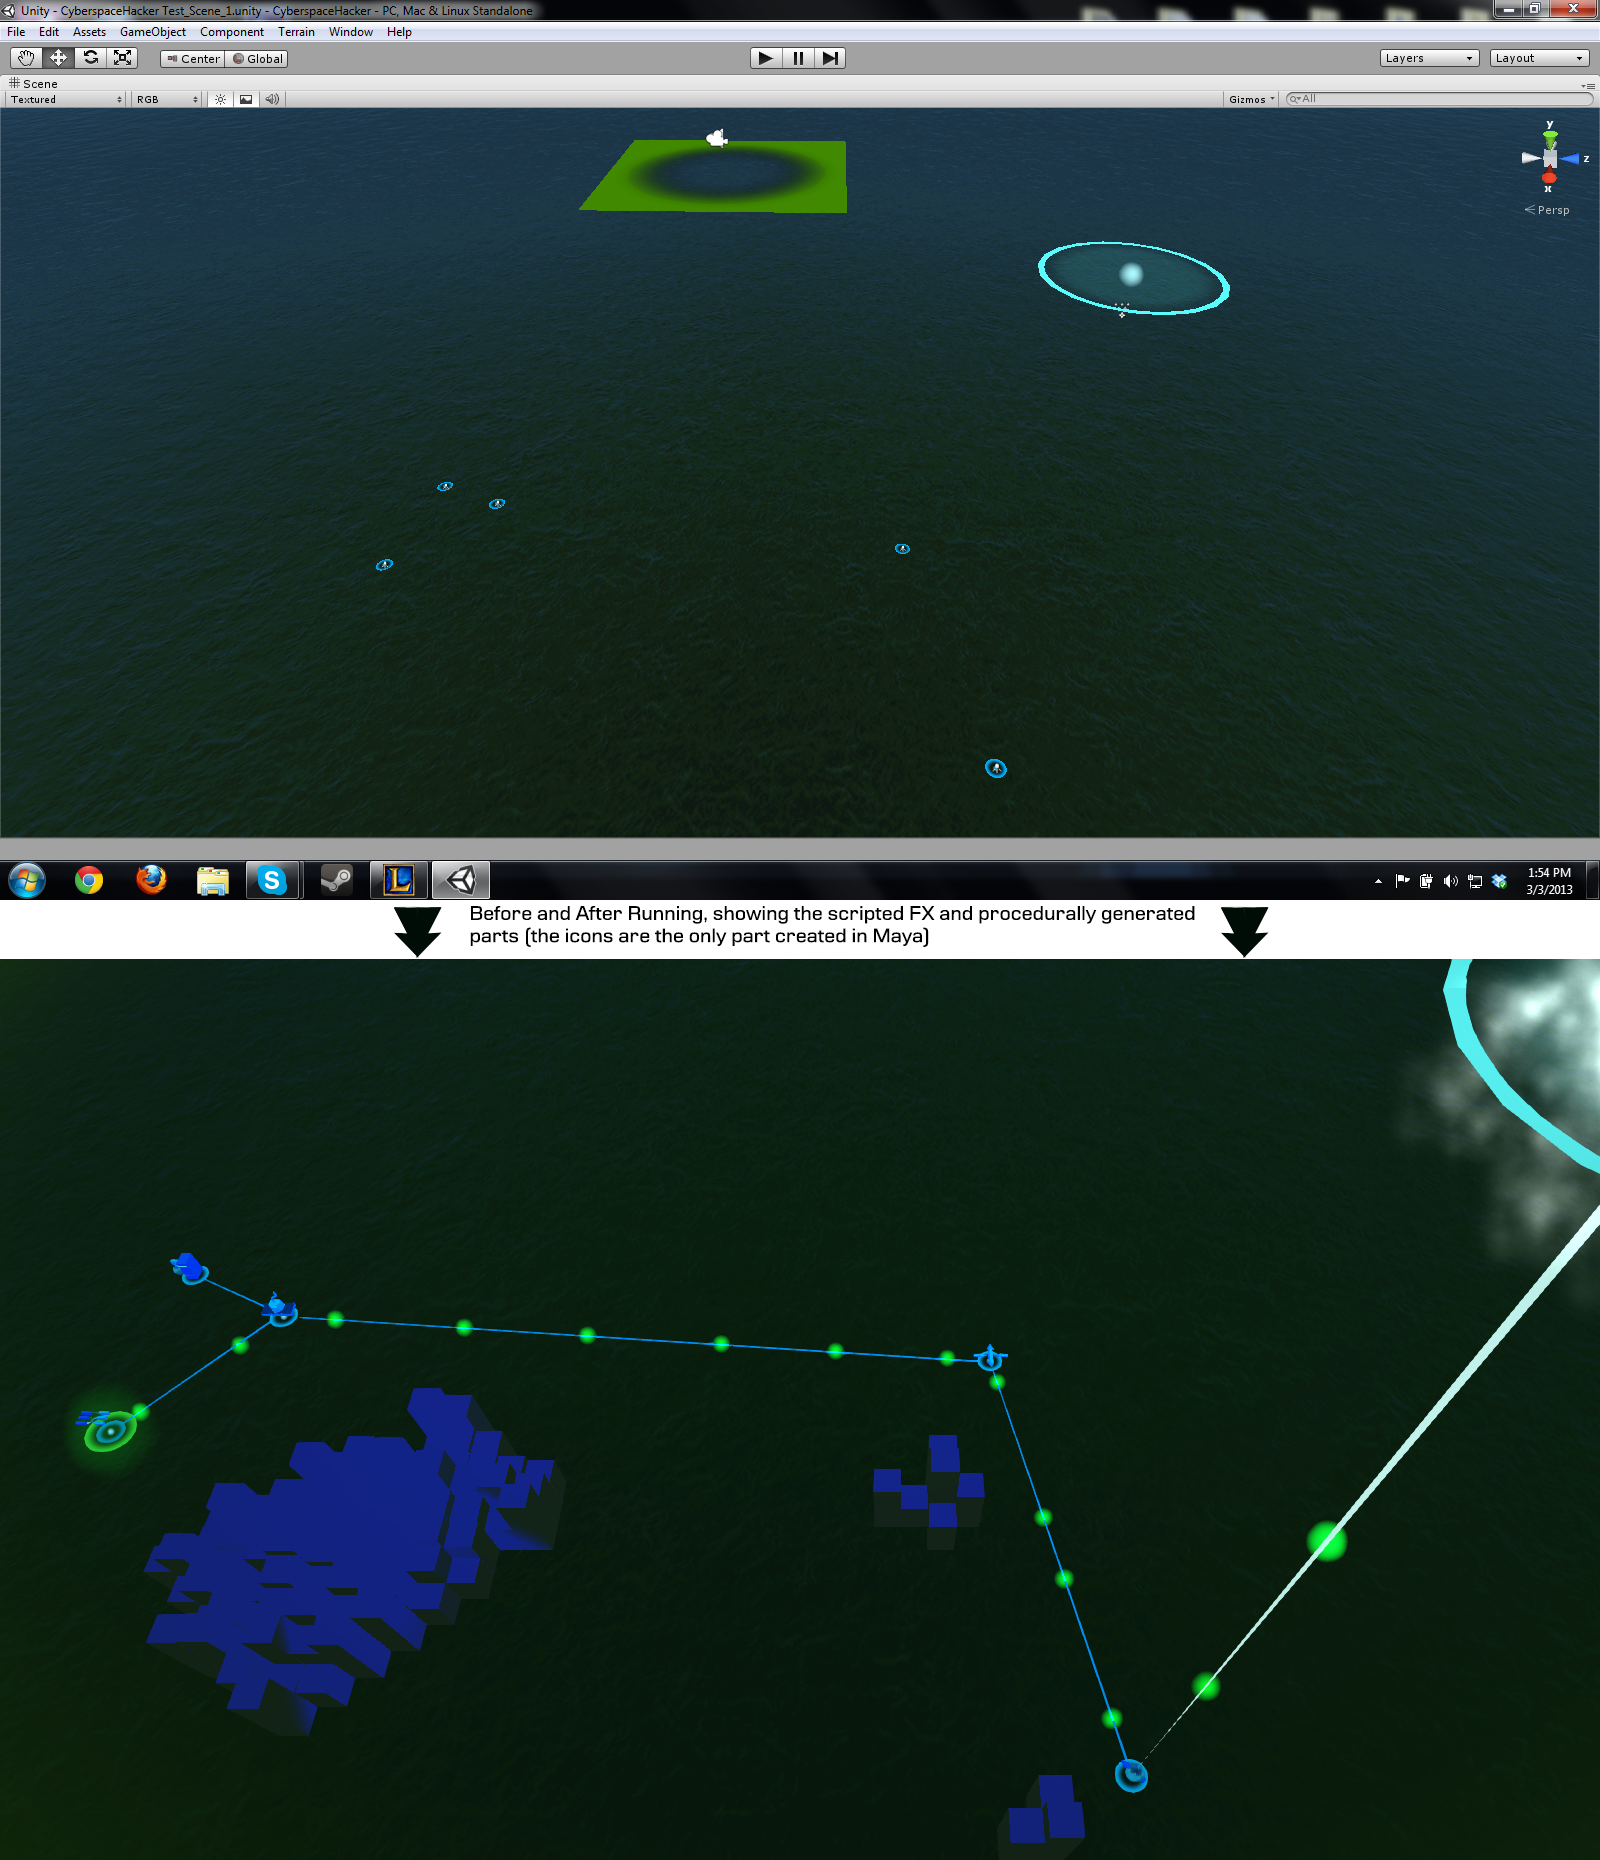 Unity - CyberspaceHacker Test_Scene_1.unity - CyberspaceHacker - PC, Mac & Linux Standalone
File Edit Assets GameObject Component Terrain Window Help
Center Global Layers Layout
Scene
Textured RGB Gizmos All
y
z
x
Persp
1:54 PM
3/3/2013
Before and After Running, showing the scripted FX and procedurally generated
parts (the icons are the only part created in Maya)